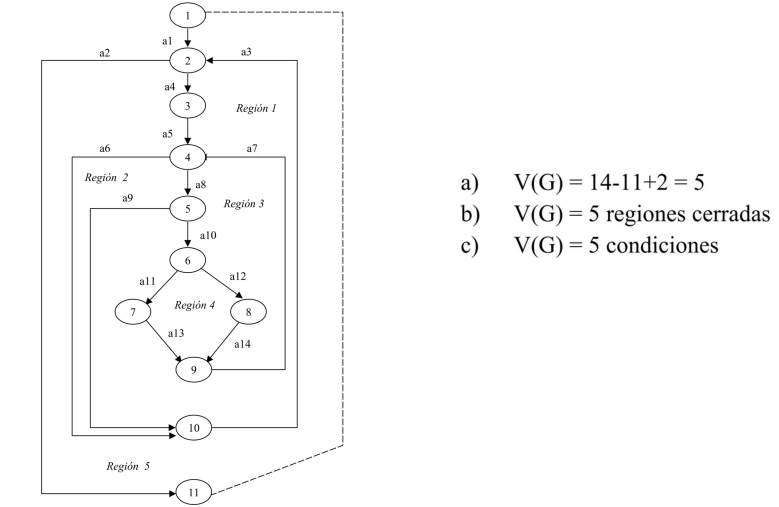 1
a1
a2
a3
2
a4
3
Región 1
a5
a6
a7
4
Región 2
a8
a9
Región 3
5
a10
6
a11
a12
7
Región 4
8
a13
a14
9
10
Región 5
11
a) V(G) = 14-11+2 = 5
b) V(G) = 5 regiones cerradas
c) V(G) = 5 condiciones